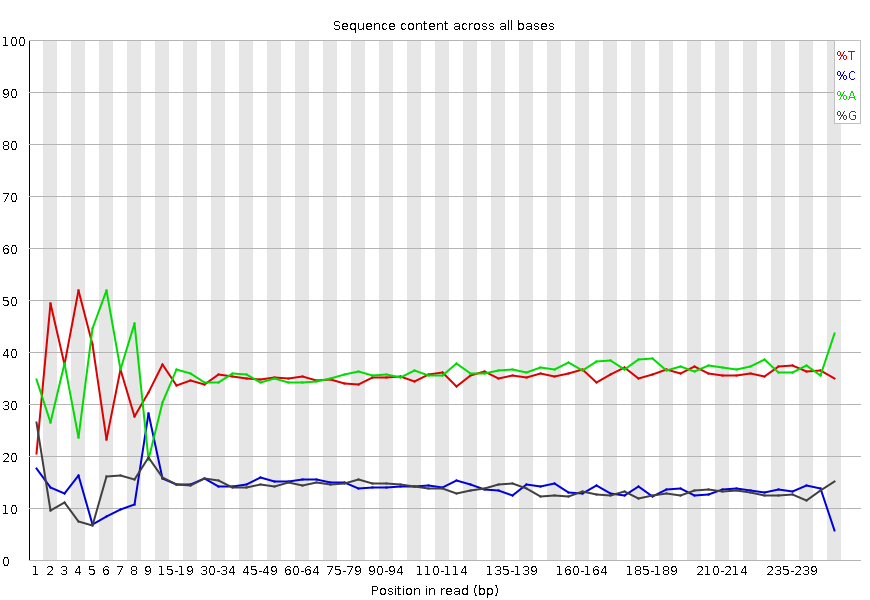 Sequence content across all bases
100
90
80
70
60
50
40
30
20
10
0
%T
%C
%A
%G
1 2 3 4 5 6 7 8 9 15-19 30-34 45-49 60-64 75-79 90-94 110-114 135-139 160-164 185-189 210-214 235-239
Position in read (bp)